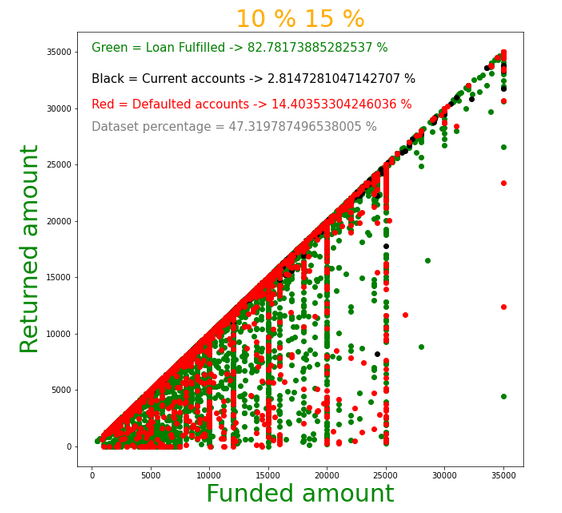 10 % 15 %
Green = Loan Fulfilled -> 82.78173885282537 %
Black = Current accounts -> 2.8147281047142707 %
Red = Defaulted accounts -> 14.40353304246036 %
Dataset percentage = 47.319787496538005 %
Returned amount
35000
30000
25000
20000
15000
10000
5000
0
0 5000 10000 15000 20000 25000 30000 35000
Funded amount